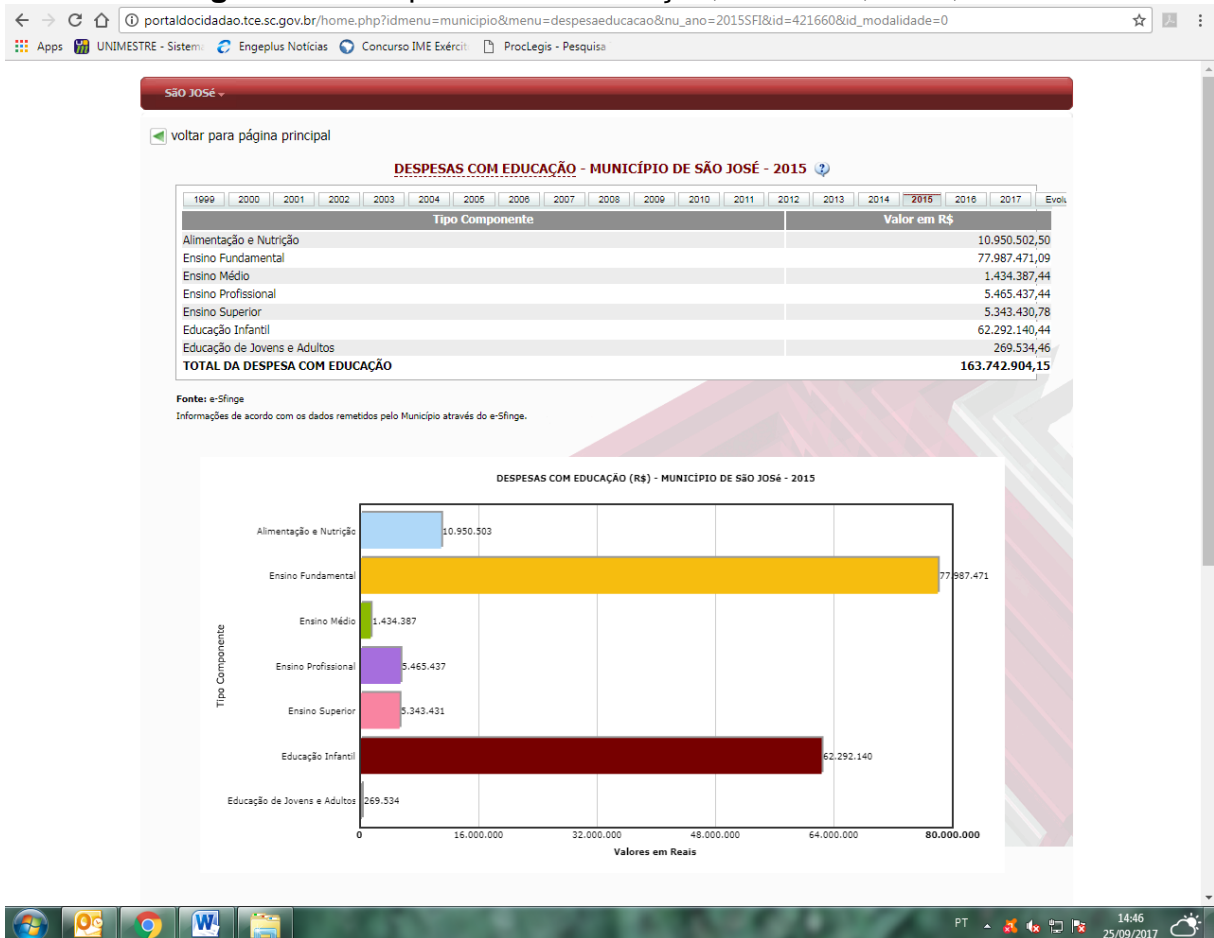 portaldocidadao.tce.sc.gov.br/home.php?idmenu=municipio&menu=despesaeducacao&nu_ano=2015SFI&id=421660&id_modalidade=0
Apps UNIMESTRE - Sistem Engeplus Notícias Concurso IME Exércit ProcLegis - Pesquisa
São José
voltar para página principal
DESPESAS COM EDUCAÇÃO - MUNICÍPIO DE SÃO JOSÉ - 2015
1999 2000 2001 2002 2003 2004 2005 2006 2007 2008 2009 2010 2011 2012 2013 2014 2015 2016 2017 Evolu
Tipo Componente Valor em R$
Alimentação e Nutrição 10.950.502,50
Ensino Fundamental 77.987.471,09
Ensino Médio 1.434.387,44
Ensino Profissional 5.465.437,44
Ensino Superior 5.343.430,78
Educação Infantil 62.292.140,44
Educação de Jovens e Adultos 269.534,46
TOTAL DA DESPESA COM EDUCAÇÃO 163.742.904,15
Fonte: e-Sfinge
Informações de acordo com os dados remetidos pelo Município através do e-Sfinge.
DESPESAS COM EDUCAÇÃO (R$) - MUNICÍPIO DE SãO JOSé - 2015
Alimentação e Nutrição 10.950.503
Ensino Fundamental 77.987.471
Ensino Médio 1.434.387
Ensino Profissional 5.465.437
Ensino Superior 5.343.431
Educação Infantil 62.292.140
Educação de Jovens e Adultos 269.534
Tipo Componente
0 16.000.000 32.000.000 48.000.000 64.000.000 80.000.000
Valores em Reais
PT 14:46
25/09/2017